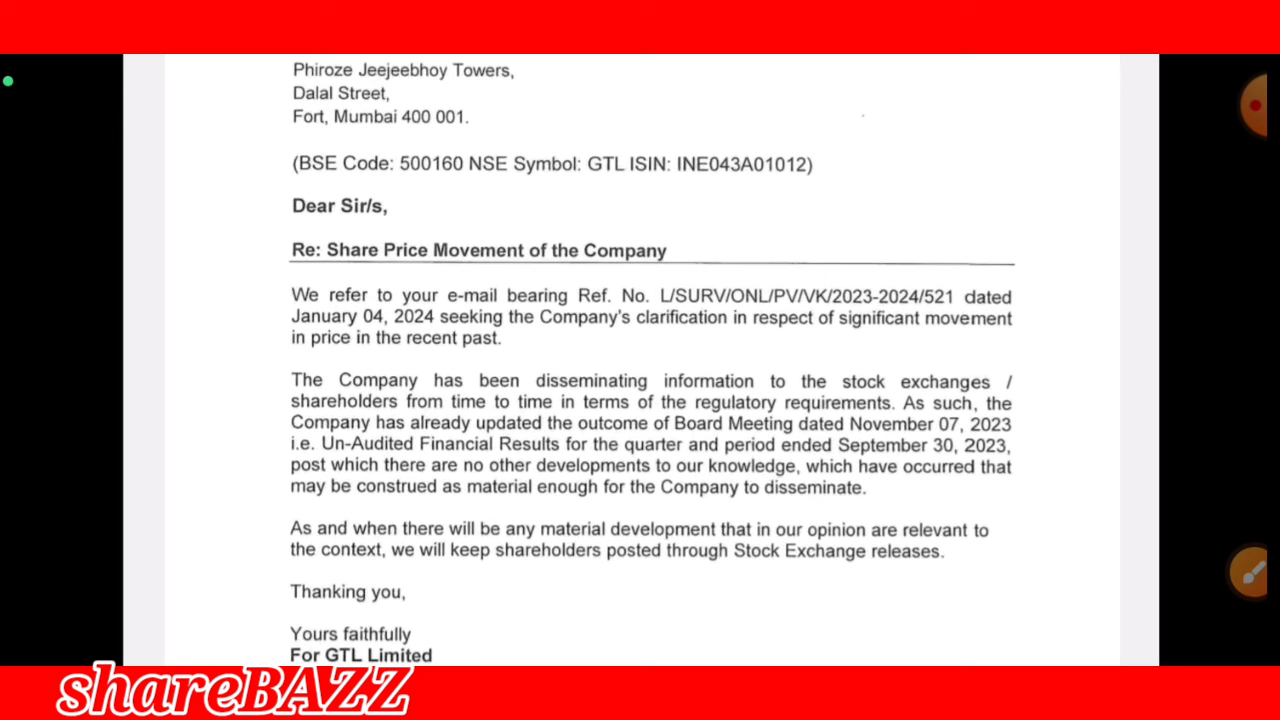 Phiroze Jeejeebhoy Towers,
Dalal Street,
Fort, Mumbai 400 001.
(BSE Code: 500160 NSE Symbol: GTL ISIN: INE043A01012)
Dear Sir/s,
Re: Share Price Movement of the Company
We refer to your e-mail bearing Ref. No. L/SURV/ONL/PV/VK/2023-2024/521 dated
January 04, 2024 seeking the Company's clarification in respect of significant movement
in price in the recent past.
The Company has been disseminating information to the stock exchanges /
shareholders from time to time in terms of the regulatory requirements. As such, the
Company has already updated the outcome of Board Meeting dated November 07, 2023
i.e. Un-Audited Financial Results for the quarter and period ended September 30, 2023,
post which there are no other developments to our knowledge, which have occurred that
may be construed as material enough for the Company to disseminate.
As and when there will be any material development that in our opinion are relevant to
the context, we will keep shareholders posted through Stock Exchange releases.
Thanking you,
Yours faithfully
For GTL Limited
shareBAZZ